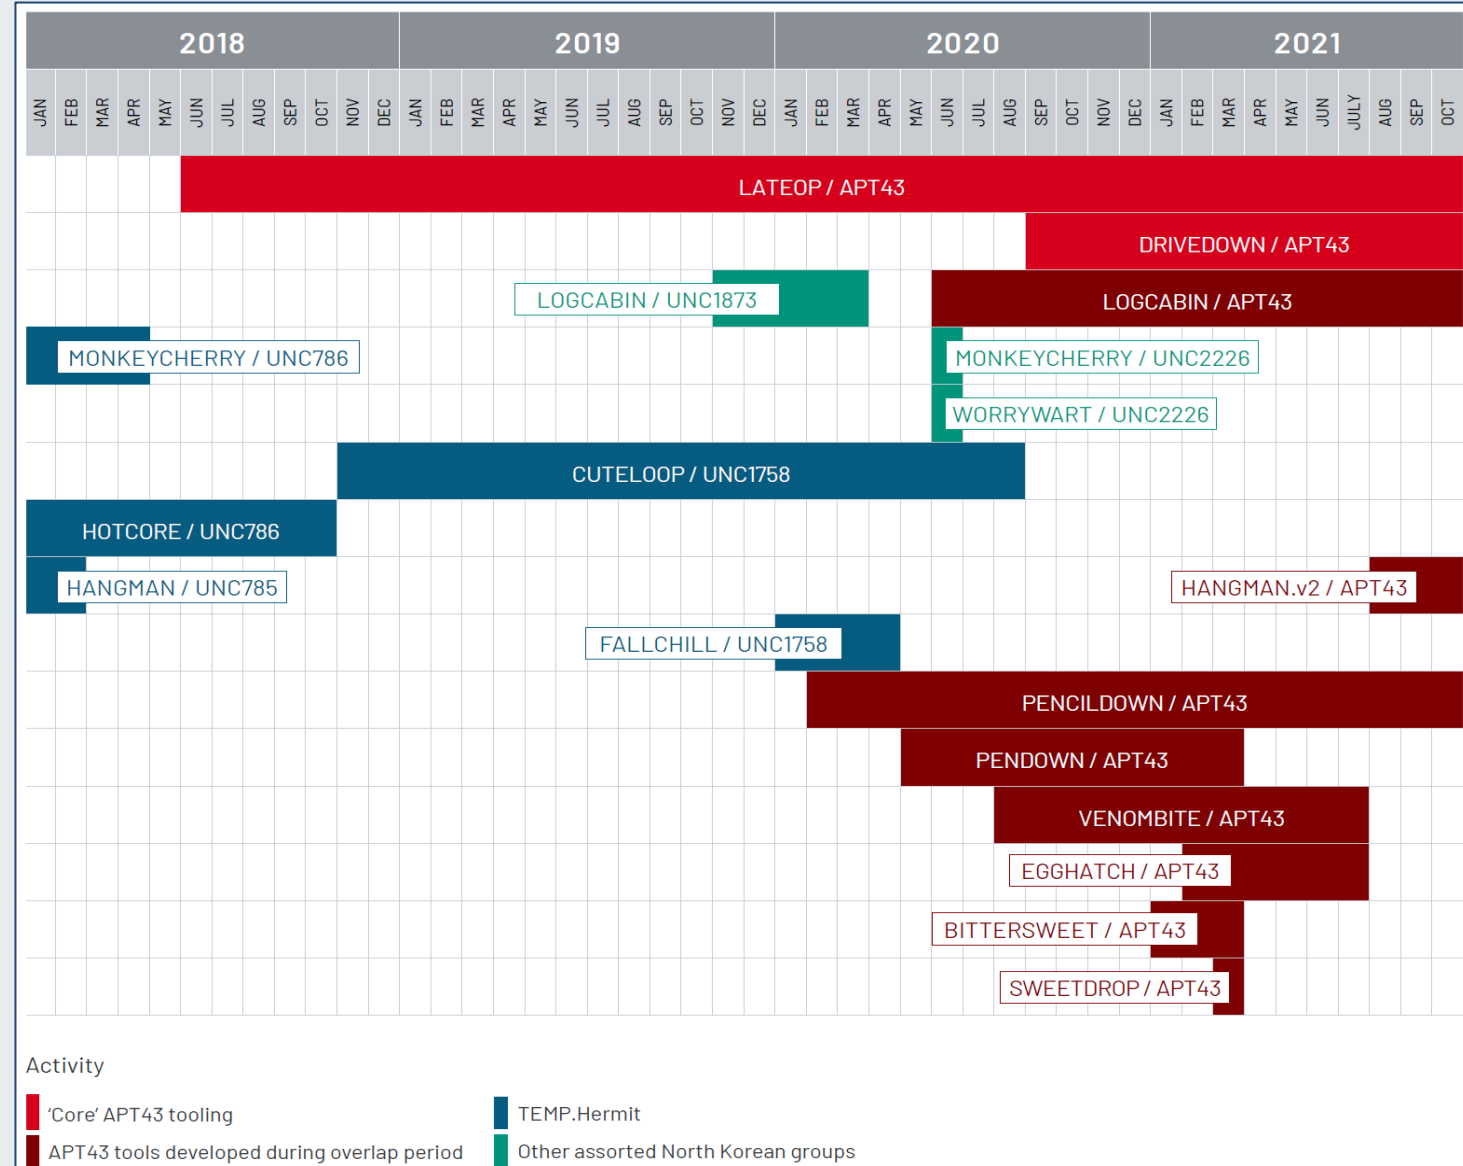 2018 2019 2020 2021
JAN FEB MAR APR MAY JUN JUL AUG SEP OCT NOV DEC JAN FEB MAR APR MAY JUN JUL AUG SEP OCT NOV DEC JAN FEB MAR APR MAY JUN JUL AUG SEP OCT NOV DEC JAN FEB MAR APR MAY JUN JULY AUG SEP OCT
LATEOP / APT43
DRIVEDOWN / APT43
LOGCABIN / UNC1873 LOGCABIN / APT43
MONKEYCHERRY / UNC786 MONKEYCHERRY / UNC2226
WORRYWART / UNC2226
CUTELOOP / UNC1758
HOTCORE / UNC786
HANGMAN / UNC785 HANGMAN.v2 / APT43
FALLCHILL / UNC1758
PENCILDOWN / APT43
PENDOWN / APT43
VENOMBITE / APT43
EGGHATCH / APT43
BITTERSWEET / APT43
SWEETDROP / APT43
Activity
'Core' APT43 tooling TEMP.Hermit
APT43 tools developed during overlap period Other assorted North Korean groups